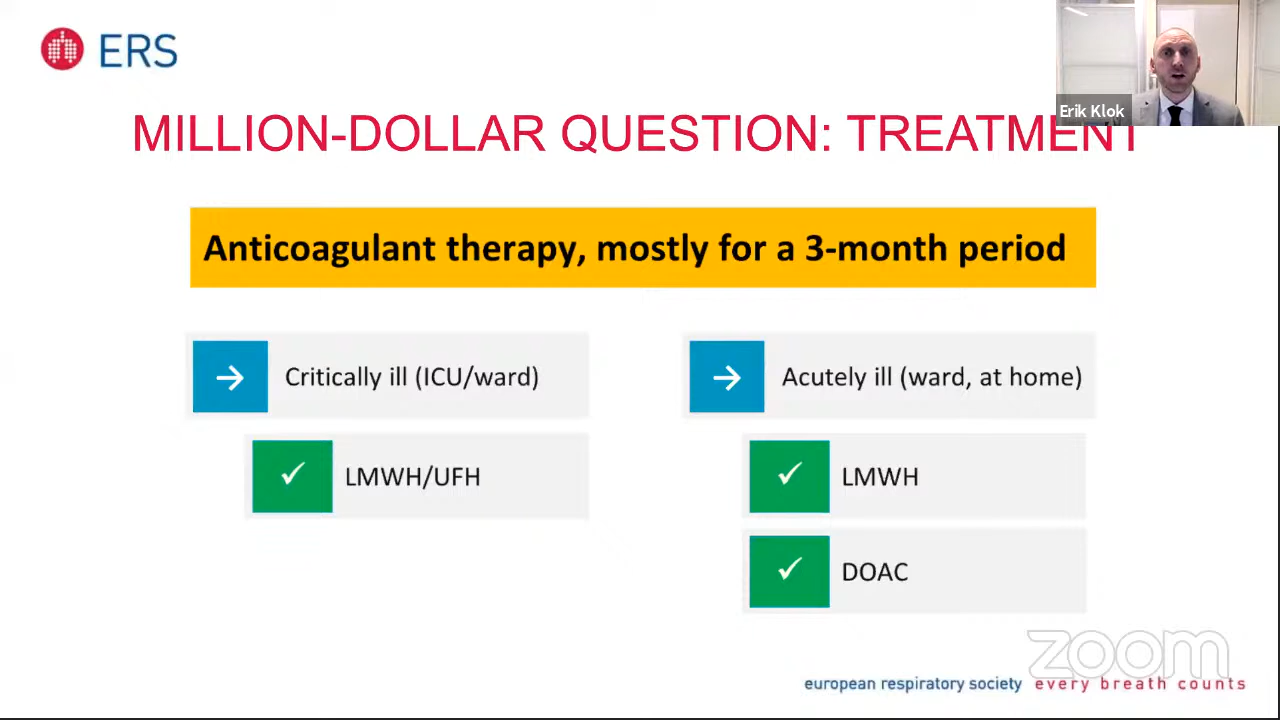 ERS
Erik Klok
MILLION-DOLLAR QUESTION: TREATMENT
Anticoagulant therapy, mostly for a 3-month period
→ Critically ill (ICU/ward)
→ Acutely ill (ward, at home)
✓ LMWH/UFH
✓ LMWH
✓ DOAC
zoom
european respiratory society every breath counts